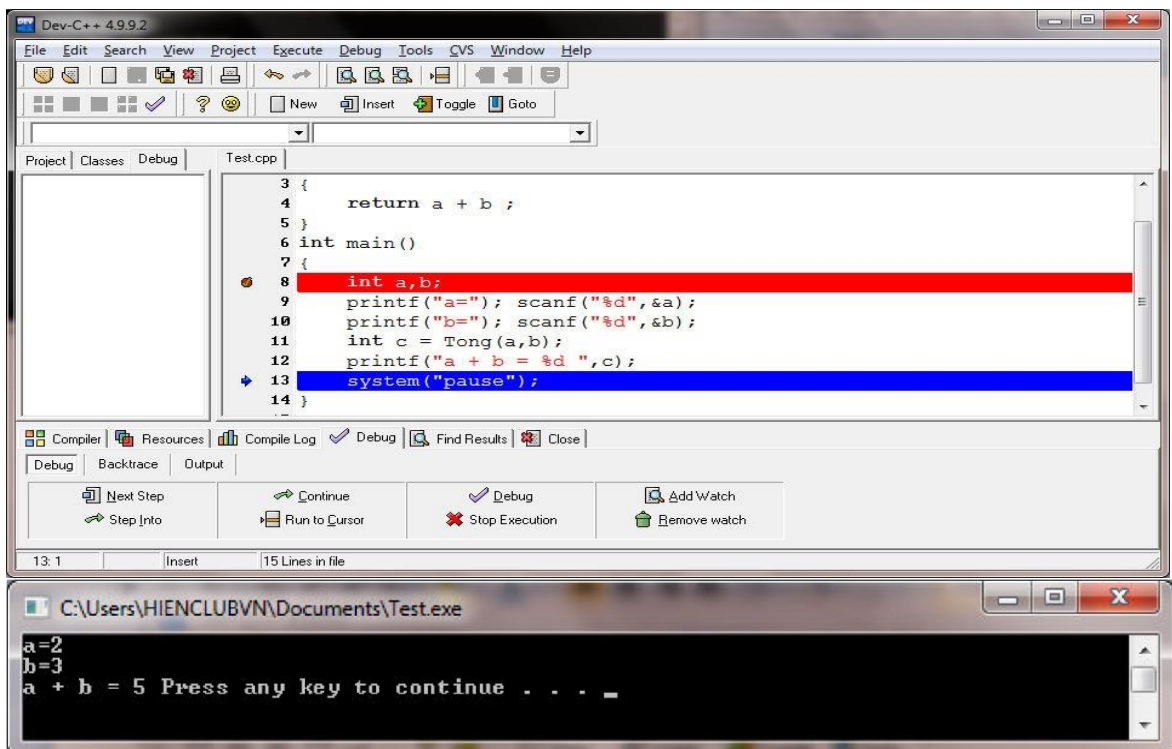 Dev-C++ 4.9.9.2
File Edit Search View Project Execute Debug Tools CVS Window Help
New Insert Toggle Goto
Project Classes Debug Test.cpp
3 {
4 return a + b ;
5 }
6 int main()
7 {
8 int a,b;
9 printf("a="); scanf("%d",&a);
10 printf("b="); scanf("%d",&b);
11 int c = Tong(a,b);
12 printf("a + b = %d ",c);
13 system("pause");
14 }
Compiler Resources Compile Log Debug Find Results Close
Debug Backtrace Output
Next Step Continue Debug Add Watch
Step Into Run to Cursor Stop Execution Remove watch
13: 1 Insert 15 Lines in file
C:\Users\HIENCLUBVN\Documents\Test.exe
a=2
b=3
a + b = 5 Press any key to continue . . . _